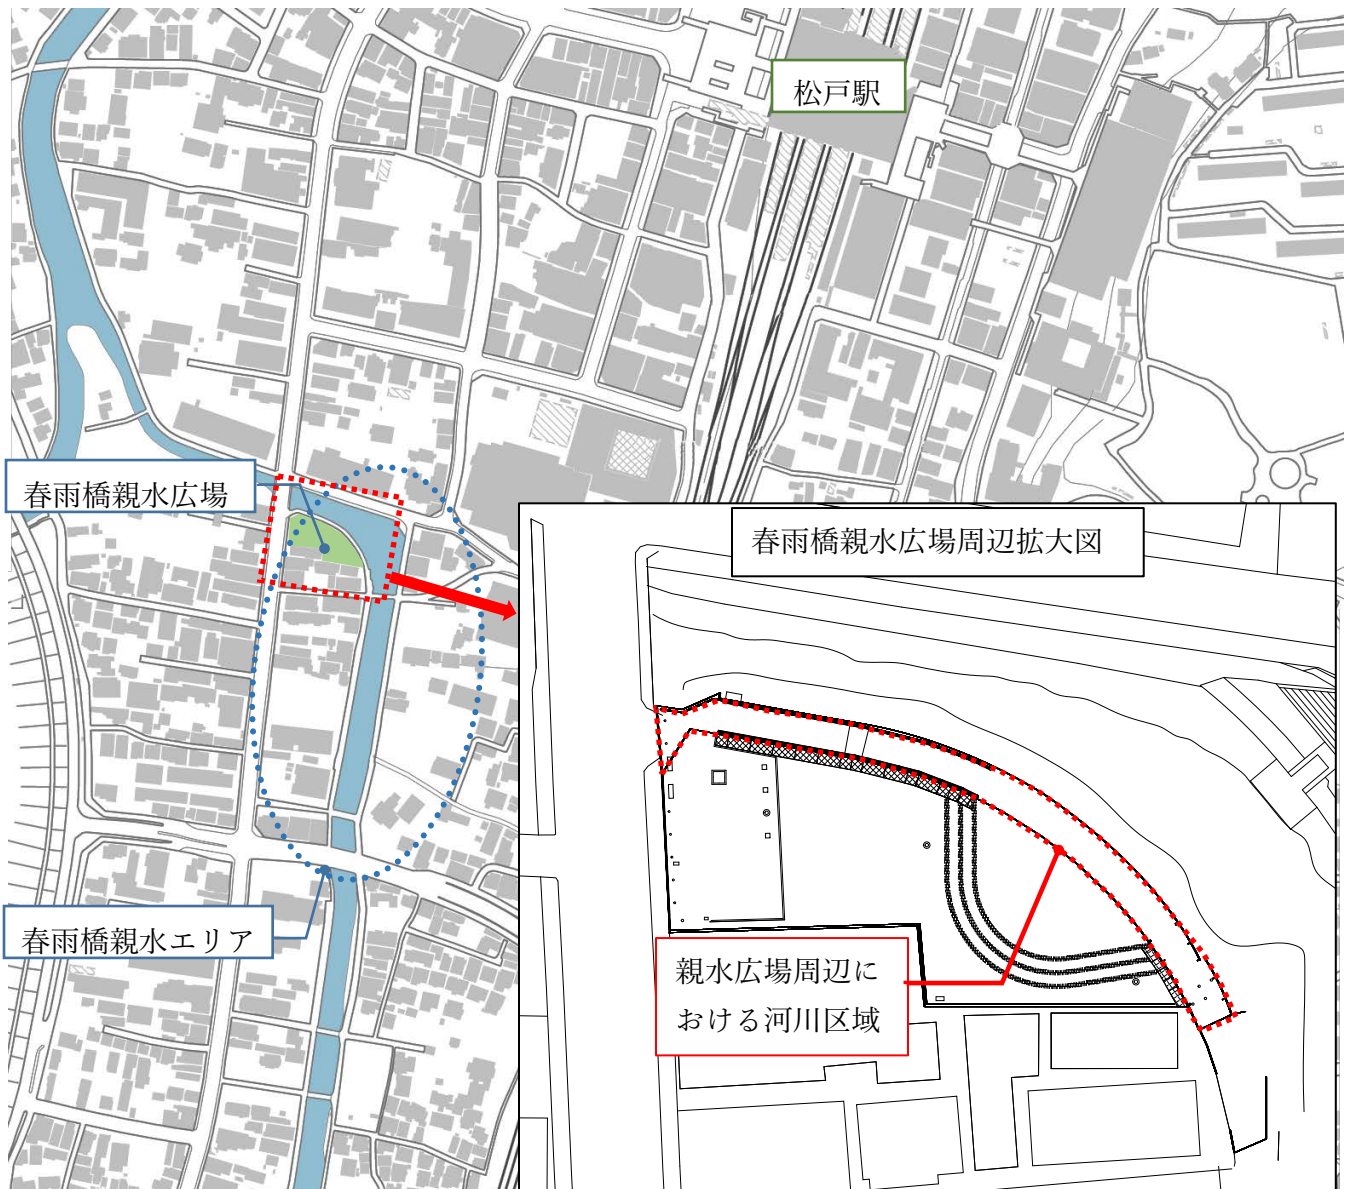 松戸駅
春雨橋親水広場
春雨橋親水広場周辺拡大図
春雨橋親水エリア
親水広場周辺に
おける河川区域